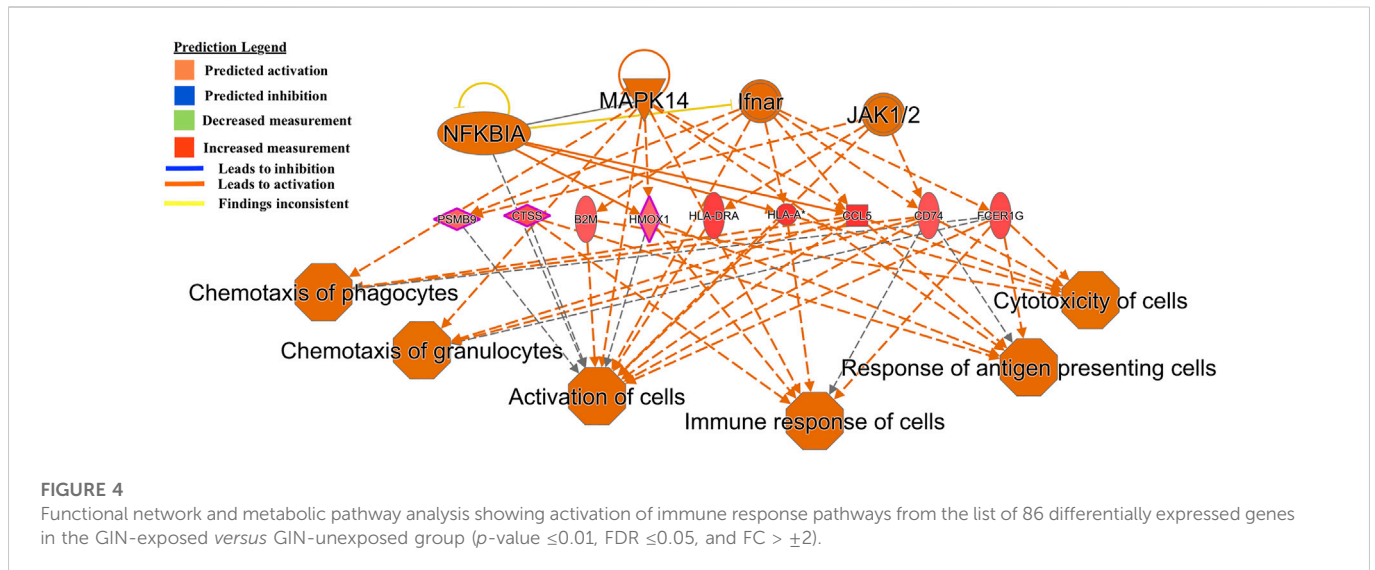 Prediction Legend
Predicted activation
Predicted inhibition
Decreased measurement
Increased measurement
Leads to inhibition
Leads to activation
Findings inconsistent
MAPK14
Ifnar
JAK1/2
NFKBIA
PSMB9
CTSS
B2M
HMOX1
HLA-DRA
HLA-A*
CCL5
CD74
FCER1G
Chemotaxis of phagocytes
Cytotoxicity of cells
Chemotaxis of granulocytes
Response of antigen presenting cells
Activation of cells
Immune response of cells
FIGURE 4
Functional network and metabolic pathway analysis showing activation of immune response pathways from the list of 86 differentially expressed genes
in the GIN-exposed versus GIN-unexposed group (p-value ≤0.01, FDR ≤0.05, and FC > ±2).